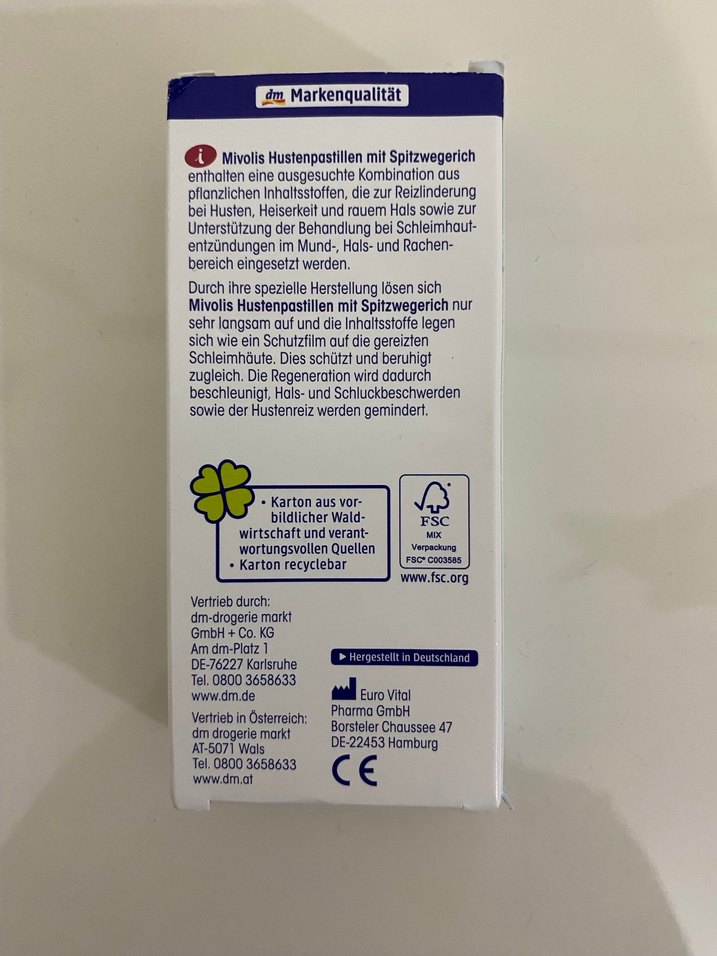 dm Markenqualität
i Mivolis Hustenpastillen mit Spitzwegerich
enthalten eine ausgesuchte Kombination aus
pflanzlichen Inhaltsstoffen, die zur Reizlinderung
bei Husten, Heiserkeit und rauem Hals sowie zur
Unterstützung der Behandlung bei Schleimhaut-
entzündungen im Mund-, Hals- und Rachen-
bereich eingesetzt werden.
Durch ihre spezielle Herstellung lösen sich
Mivolis Hustenpastillen mit Spitzwegerich nur
sehr langsam auf und die Inhaltsstoffe legen
sich wie ein Schutzfilm auf die gereizten
Schleimhäute. Dies schützt und beruhigt
zugleich. Die Regeneration wird dadurch
beschleunigt, Hals- und Schluckbeschwerden
sowie der Hustenreiz werden gemindert.
• Karton aus vor-
bildlicher Wald-
wirtschaft und verant-
wortungsvollen Quellen
• Karton recyclebar
FSC
MIX
Verpackung
FSC® C003585
www.fsc.org
Vertrieb durch:
dm-drogerie markt
GmbH + Co. KG
Am dm-Platz 1
DE-76227 Karlsruhe
Tel. 0800 3658633
www.dm.de
Vertrieb in Österreich:
dm drogerie markt
AT-5071 Wals
Tel. 0800 3658633
www.dm.at
Hergestellt in Deutschland
Euro Vital
Pharma GmbH
Borsteler Chaussee 47
DE-22453 Hamburg
CE